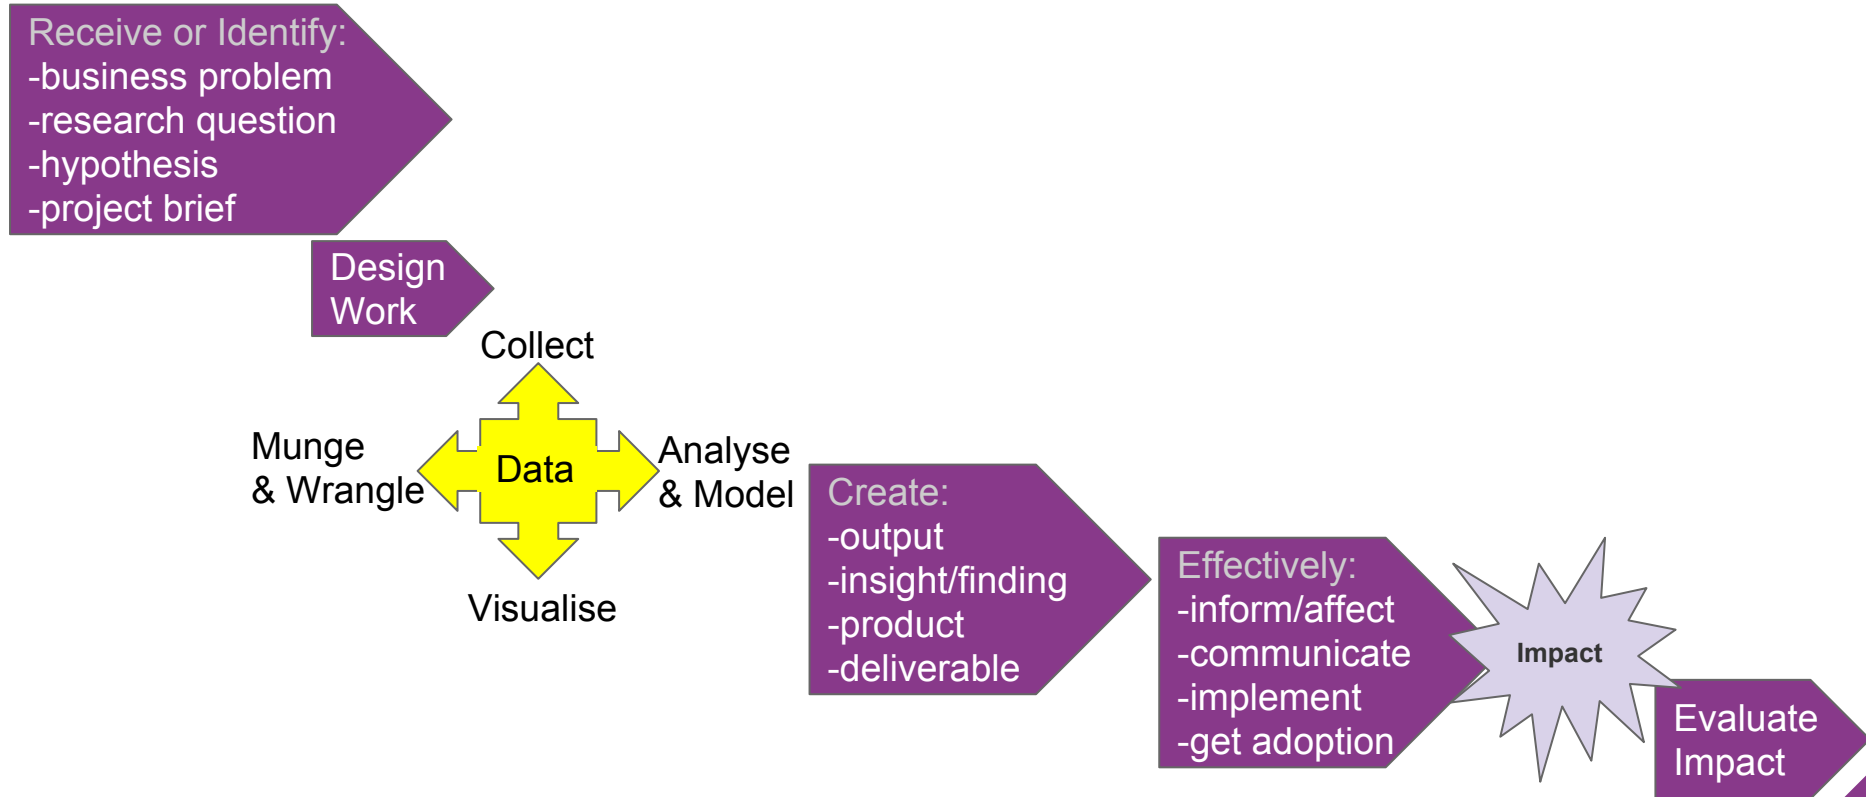 Receive or Identify:
-business problem
-research question
-hypothesis
-project brief
Design
Work
Collect
Munge
& Wrangle
Data
Analyse
& Model
Visualise
Create:
-output
-insight/finding
-product
-deliverable
Effectively:
-inform/affect
-communicate
-implement
-get adoption
Impact
Evaluate
Impact